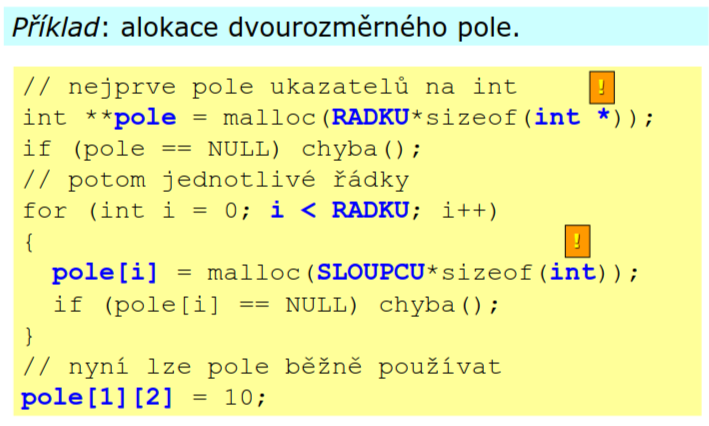 Příklad: alokace dvourozměrného pole.
// nejprve pole ukazatelů na int !
int **pole = malloc(RADKU*sizeof(int *));
if (pole == NULL) chyba();
// potom jednotlivé řádky
for (int i = 0; i < RADKU; i++)
{ !
pole[i] = malloc(SLOUPCU*sizeof(int));
if (pole[i] == NULL) chyba();
}
// nyní lze pole běžně používat
pole[1][2] = 10;